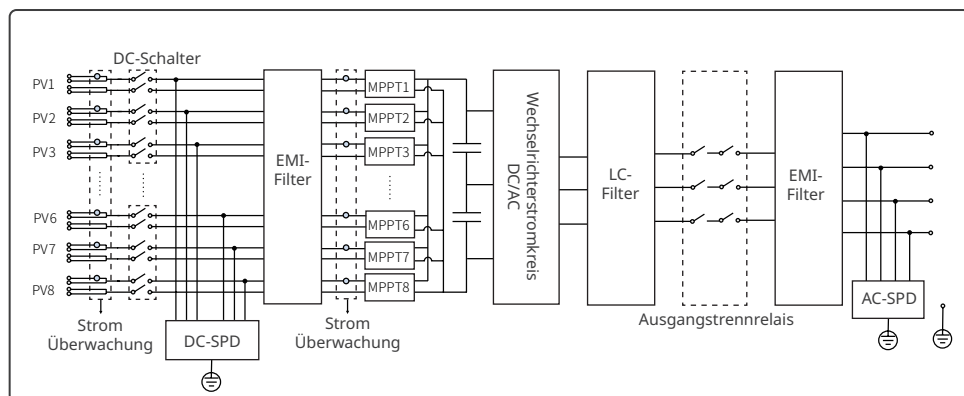 DC-Schalter
PV1
PV2
PV3
PV6
PV7
PV8
Strom
Überwachung
DC-SPD
EMI-
Filter
Strom
Überwachung
MPPT1
MPPT2
MPPT3
MPPT6
MPPT7
MPPT8
Wechselrichterstromkreis
DC/AC
LC-
Filter
Ausgangstrennrelais
EMI-
Filter
AC-SPD